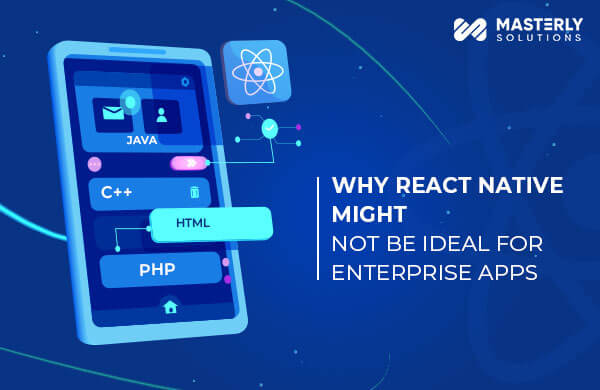 MASTERLY
SOLUTIONS
JAVA
C++
HTML
PHP
WHY REACT NATIVE
MIGHT
NOT BE IDEAL FOR
ENTERPRISE APPS